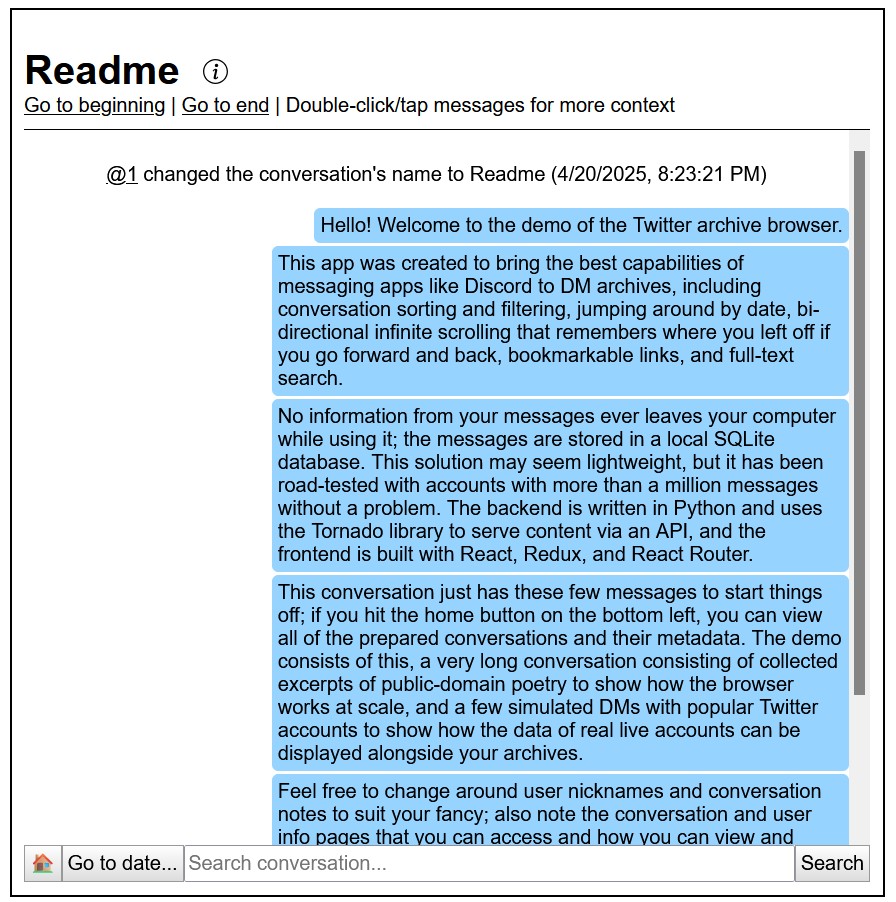 Readme
Go to beginning | Go to end | Double-click/tap messages for more context
@1 changed the conversation's name to Readme (4/20/2025, 8:23:21 PM)
Hello! Welcome to the demo of the Twitter archive browser.
This app was created to bring the best capabilities of
messaging apps like Discord to DM archives, including
conversation sorting and filtering, jumping around by date, bi-
directional infinite scrolling that remembers where you left off if
you go forward and back, bookmarkable links, and full-text
search.
No information from your messages ever leaves your computer
while using it; the messages are stored in a local SQLite
database. This solution may seem lightweight, but it has been
road-tested with accounts with more than a million messages
without a problem. The backend is written in Python and uses
the Tornado library to serve content via an API, and the
frontend is built with React, Redux, and React Router.
This conversation just has these few messages to start things
off; if you hit the home button on the bottom left, you can view
all of the prepared conversations and their metadata. The demo
consists of this, a very long conversation consisting of collected
excerpts of public-domain poetry to show how the browser
works at scale, and a few simulated DMs with popular Twitter
accounts to show how the data of real live accounts can be
displayed alongside your archives.
Feel free to change around user nicknames and conversation
notes to suit your fancy; also note the conversation and user
info pages that you can access and how you can view and
Go to date... Search conversation... Search